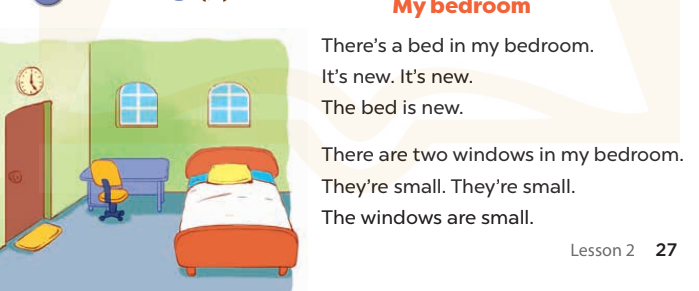 My bedroom
There's a bed in my bedroom.
It's new. It's new.
The bed is new.
There are two windows in my bedroom.
They're small. They're small.
The windows are small.
Lesson 2 27